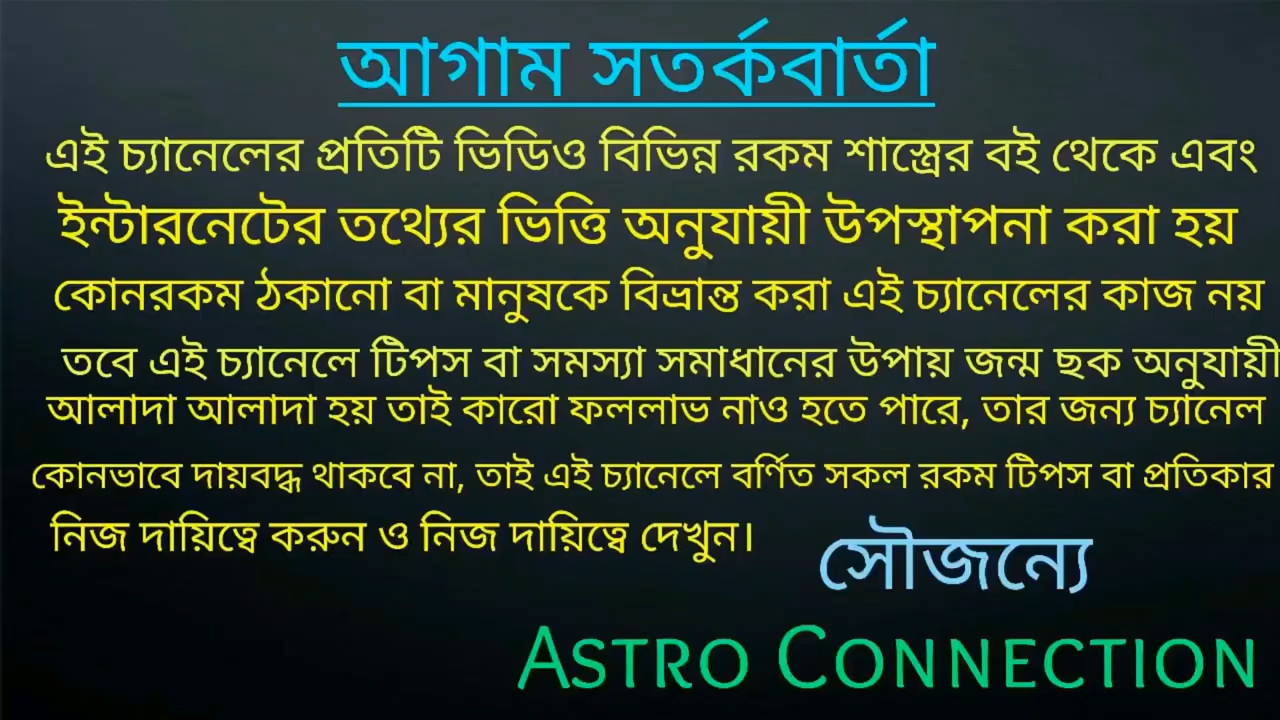 আগাম সতর্কবার্তা
এই চ্যানেলের প্রতিটি ভিডিও বিভিন্ন রকম শাস্ত্রের বই থেকে এবং
ইন্টারনেটের তথ্যের ভিত্তি অনুযায়ী উপস্থাপনা করা হয়
কোনরকম ঠকানো বা মানুষকে বিভ্রান্ত করা এই চ্যানেলের কাজ নয়
তবে এই চ্যানেলে টিপস বা সমস্যা সমাধানের উপায় জন্ম ছক অনুযায়ী
আলাদা আলাদা হয় তাই কারো ফললাভ নাও হতে পারে, তার জন্য চ্যানেল
কোনভাবে দায়বদ্ধ থাকবে না, তাই এই চ্যানেলে বর্ণিত সকল রকম টিপস বা প্রতিকার
নিজ দায়িত্বে করুন ও নিজ দায়িত্বে দেখুন।
সৌজন্যে
ASTRO CONNECTION